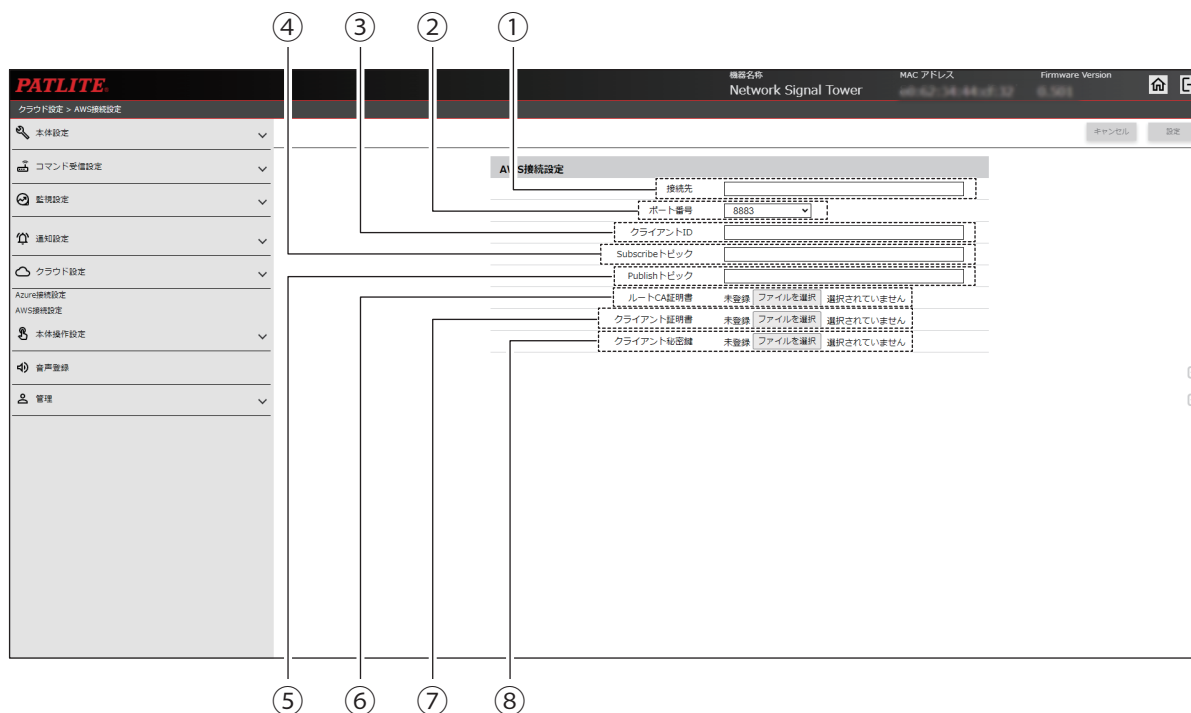 ④ ③ ② ①
PATLITE®
機器名称 MAC アドレス Firmware Version
Network Signal Tower
クラウド設定 > AWS接続設定
キャンセル 設定
本体設定
コマンド受信設定
監視設定
通知設定
クラウド設定
Azure接続設定
AWS接続設定
本体操作設定
音声登録
管理
AWS接続設定
接続先
ポート番号 8883
クライアントID
Subscribeトピック
Publishトピック
ルートCA証明書 未登録 ファイルを選択 選択されていません
クライアント証明書 未登録 ファイルを選択 選択されていません
クライアント秘密鍵 未登録 ファイルを選択 選択されていません
⑤ ⑥ ⑦ ⑧